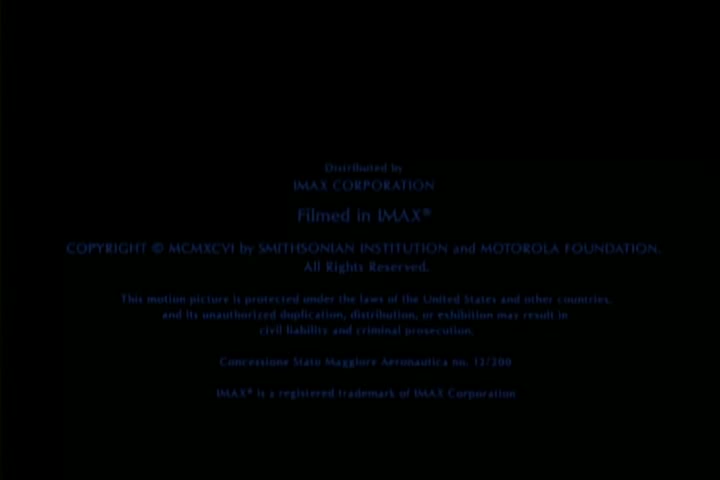 Distributed by
IMAX CORPORATION
Filmed in IMAX®
COPYRIGHT © MCMXCVI by SMITHSONIAN INSTITUTION and MOTOROLA FOUNDATION.
All Rights Reserved.
This motion picture is protected under the laws of the United States and other countries,
and its unauthorized duplication, distribution, or exhibition may result in
civil liability and criminal prosecution.
Concessione Stato Maggiore Aeronautica no. 12/200
IMAX® is a registered trademark of IMAX Corporation